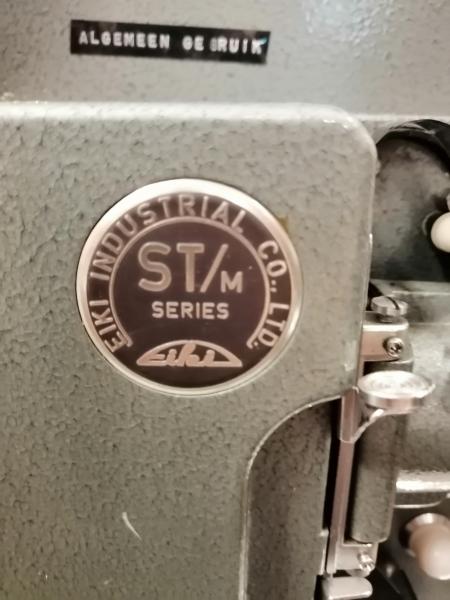 ALGEMEEN GEBRUIK
EIKI INDUSTRIAL CO., LTD.
ST/M
SERIES
Eiki